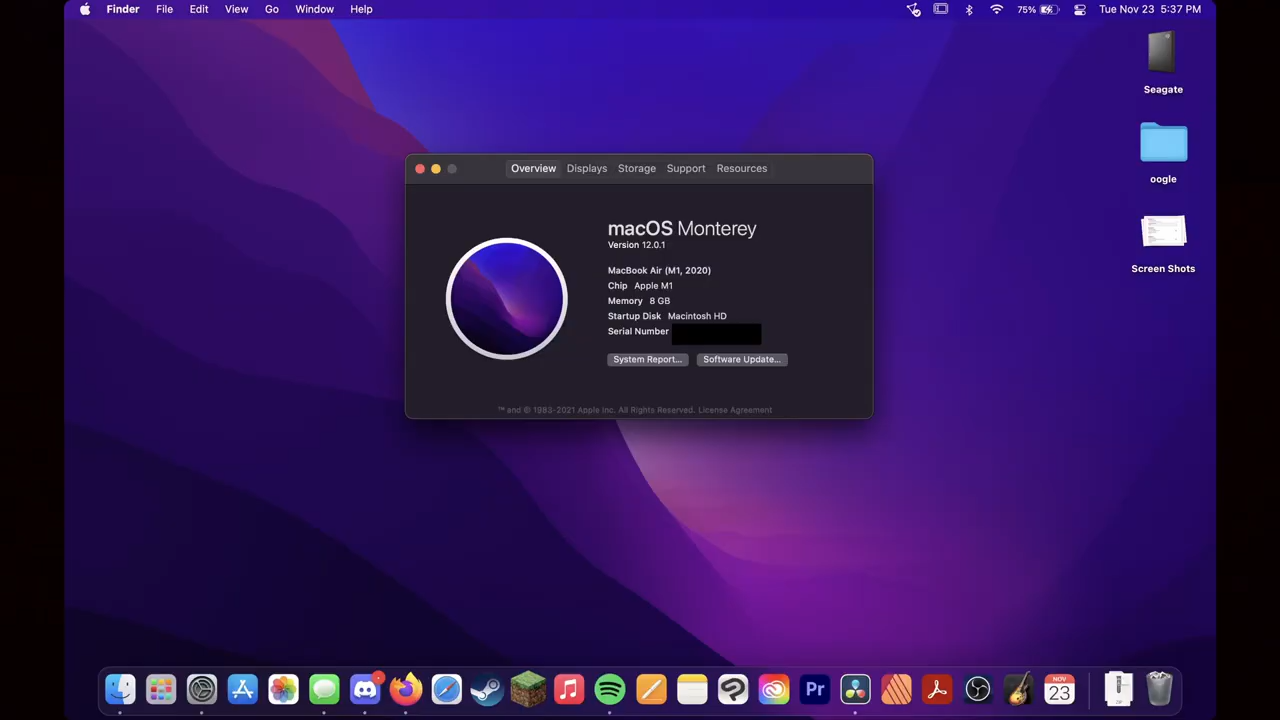 Finder File Edit View Go Window Help 75% Tue Nov 23 5:37 PM
Seagate
oogle
Screen Shots
Overview Displays Storage Support Resources
macOS Monterey
Version 12.0.1
MacBook Air (M1, 2020)
Chip Apple M1
Memory 8 GB
Startup Disk Macintosh HD
Serial Number
System Report... Software Update...
™ and © 1983-2021 Apple Inc. All Rights Reserved. License Agreement
Pr
NOV
23
ZIP